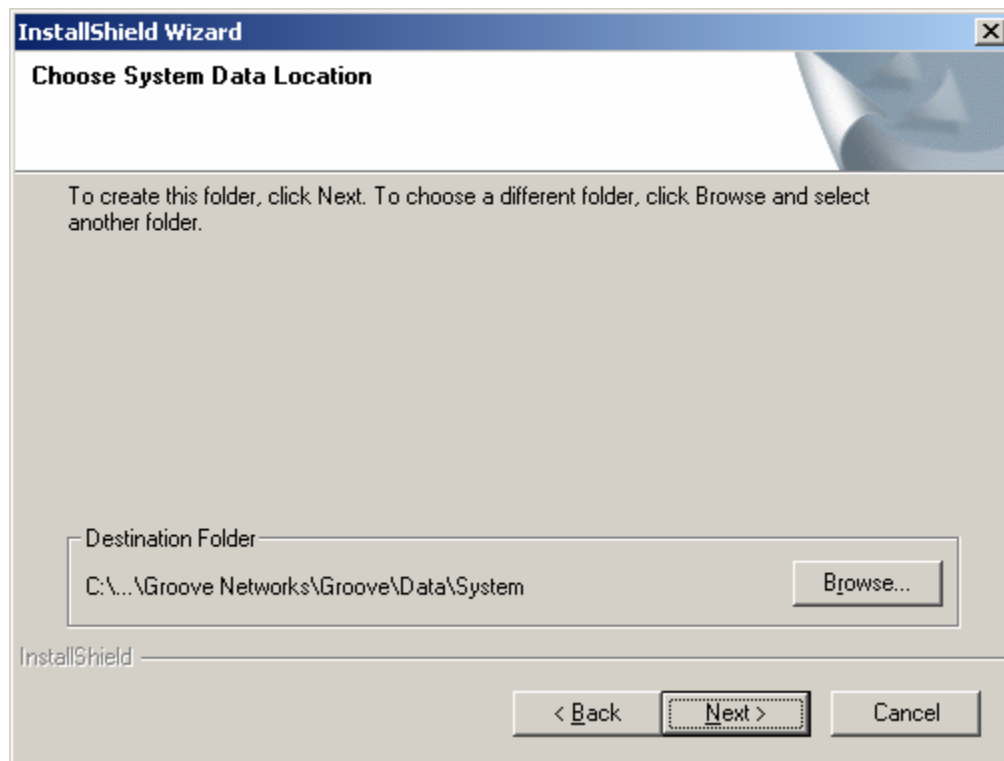 InstallShield Wizard
Choose System Data Location
To create this folder, click Next. To choose a different folder, click Browse and select
another folder.
Destination Folder
C:\...\Groove Networks\Groove\Data\System
Browse...
InstallShield
< Back
Next >
Cancel